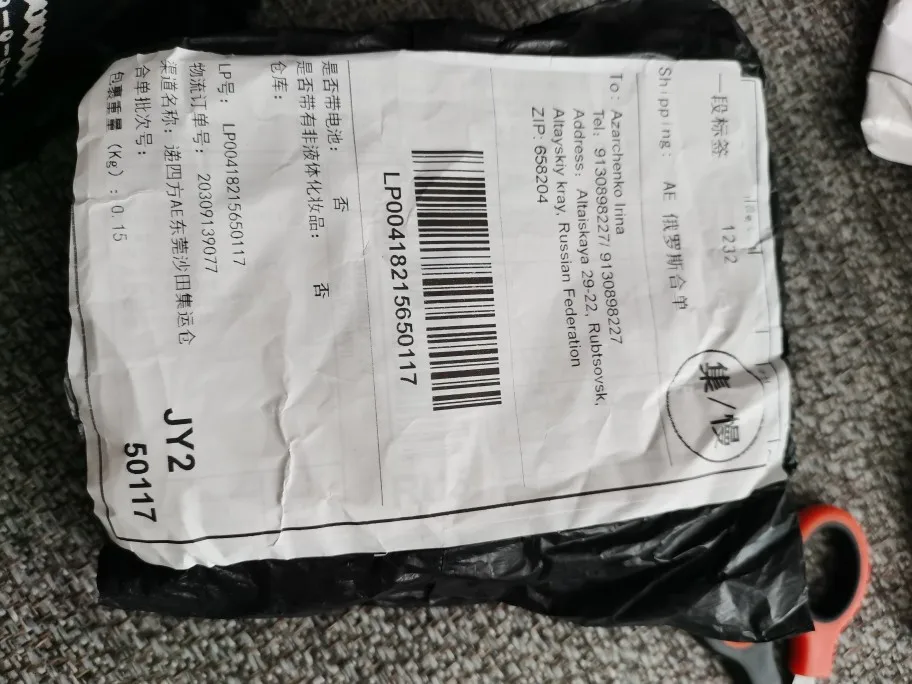 一段标签
1232
Shipping: AE 俄罗斯合单
集/慢
To: Azarchenko Irina
Tel: 9130898227/ 9130898227
Address: Altaiskaya 29-22, Rubtsovsk,
Altayskiy kray, Russian Federation
ZIP: 658204
LP00418215650117
是否带电池: 否
是否带有非液体化妆品: 否
仓库:
LP号: LP00418215650117
物流订单号: 20309139077
渠道名称: 递四方AE东莞沙田集运仓
合单批次号:
包裹重量 (Kg) : 0.15
JY2
50117